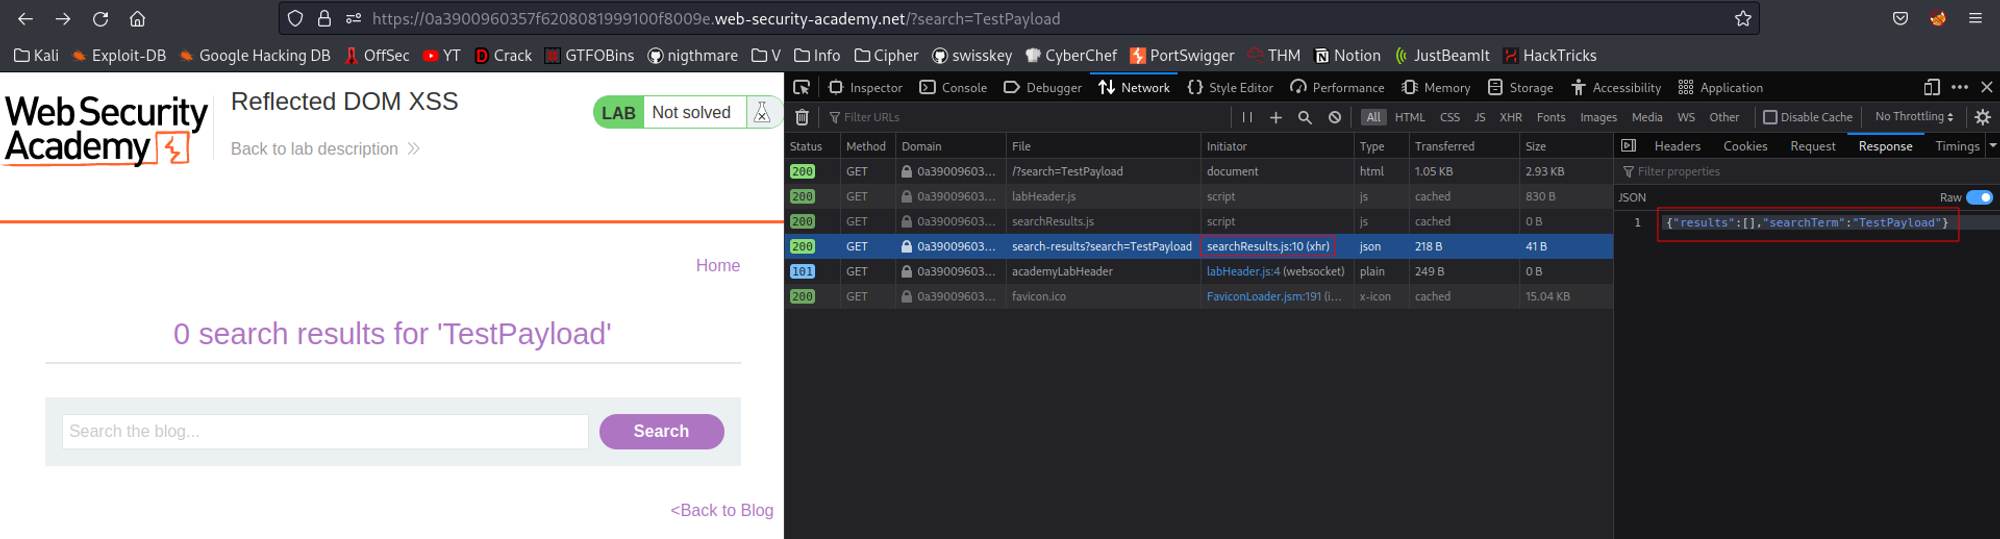 https://0a3900960357f6208081999100f8009e.web-security-academy.net/?search=TestPayload
Kali Exploit-DB Google Hacking DB OffSec YT Crack GTFOBins nigthmare V Info Cipher swisskey CyberChef PortSwigger THM Notion JustBeamIt HackTricks
Web Security
Academy
Reflected DOM XSS
Back to lab description
LAB Not solved
Home
0 search results for 'TestPayload'
Search the blog... Search
<Back to Blog
Inspector Console Debugger Network Style Editor Performance Memory Storage Accessibility Application
Filter URLs All HTML CSS JS XHR Fonts Images Media WS Other Disable Cache No Throttling
Status Method Domain File Initiator Type Transferred Size
200 GET 0a39009603... /?search=TestPayload document html 1.05 KB 2.93 KB
200 GET 0a39009603... labHeader.js script js cached 830 B
200 GET 0a39009603... searchResults.js script js cached 0 B
200 GET 0a39009603... search-results?search=TestPayload searchResults.js:10 (xhr) json 218 B 41 B
101 GET 0a39009603... academyLabHeader labHeader.js:4 (websocket) plain 249 B 0 B
200 GET 0a39009603... favicon.ico FaviconLoader.jsm:191 (i... x-icon cached 15.04 KB
Headers Cookies Request Response Timings
Filter properties
JSON Raw
1 {"results":[],"searchTerm":"TestPayload"}